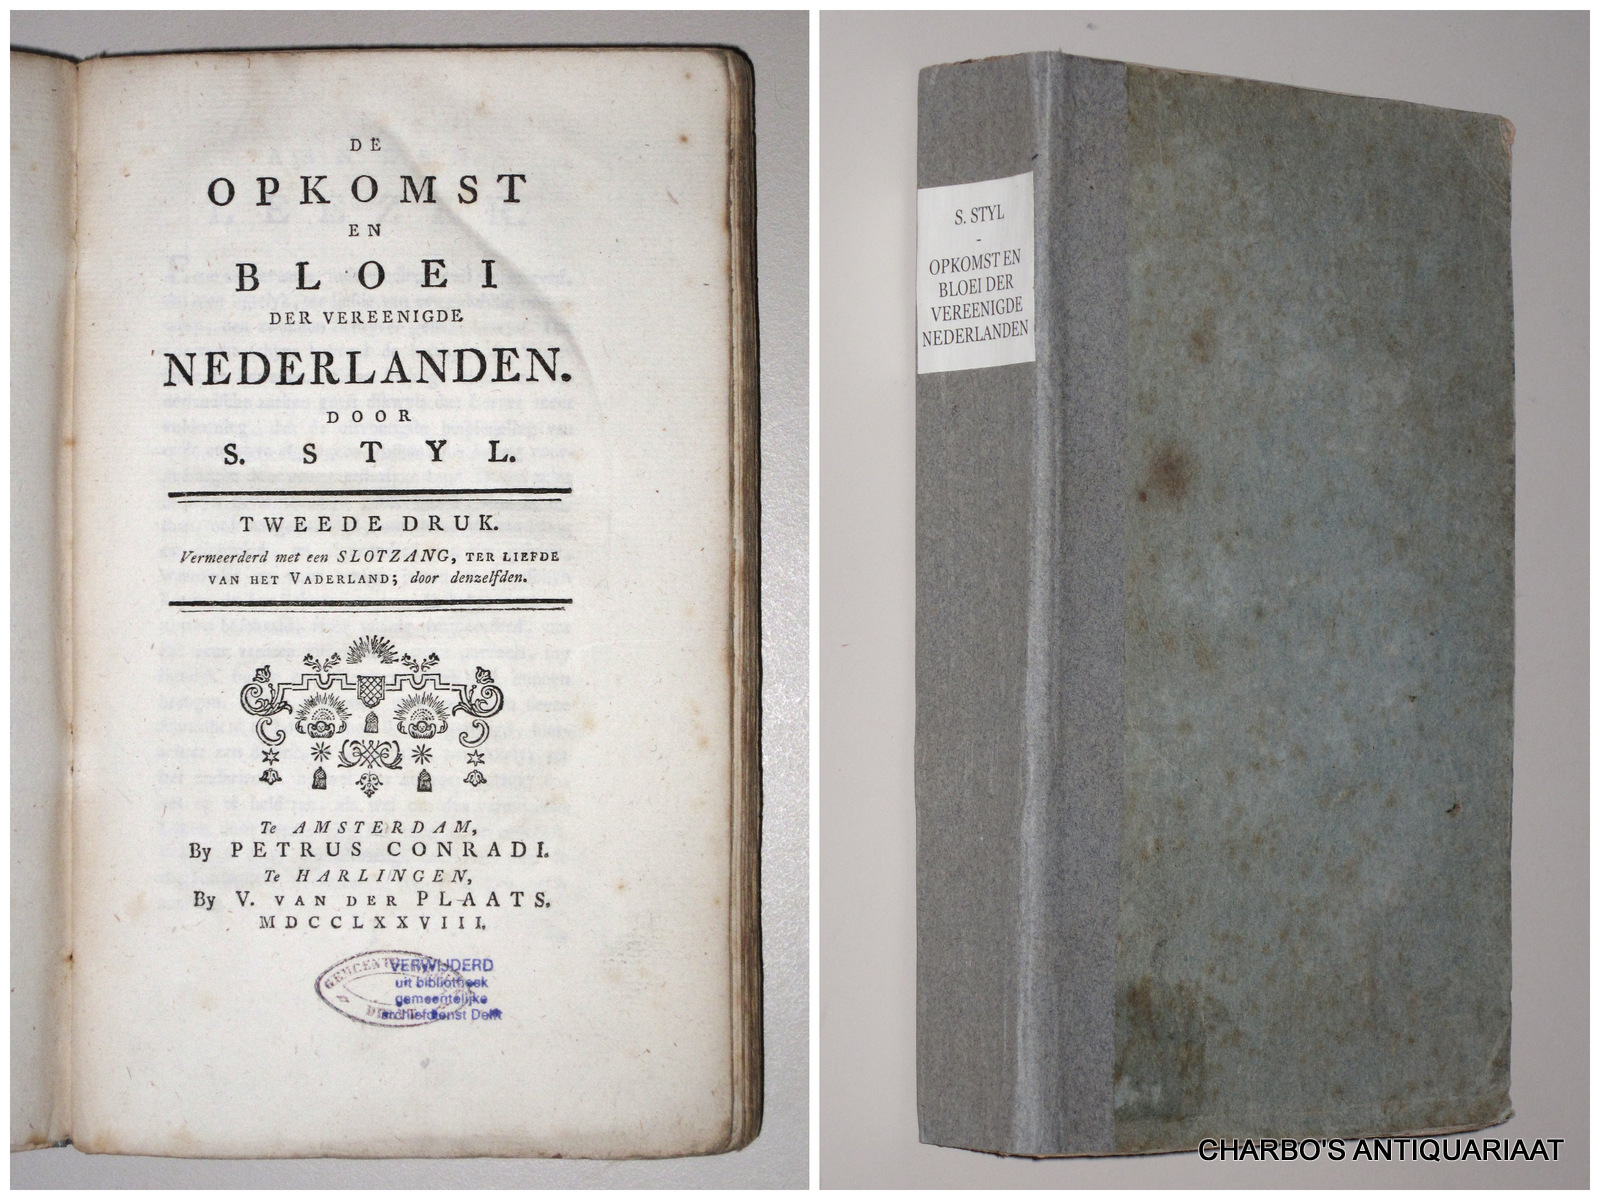 DE
OPKOMST
EN
BLOEI
DER VEREENIGDE
NEDERLANDEN.
DOOR
S. STYL.
TWEEDE DRUK.
Vermeerderd met een SLOTZANG, TER LIEFDE
VAN HET VADERLAND; door denzelfden.
Te AMSTERDAM,
By PETRUS CONRADI.
Te HARLINGEN,
By V. VAN DER PLAATS.
MDCCLXXVIII.
VERWIJDERD
uit bibliotheek
gemeentelijke
archiefdienst Delft
S. STYL
-
OPKOMST EN
BLOEI DER
VEREENIGDE
NEDERLANDEN
CHARBO'S ANTIQUARIAAT